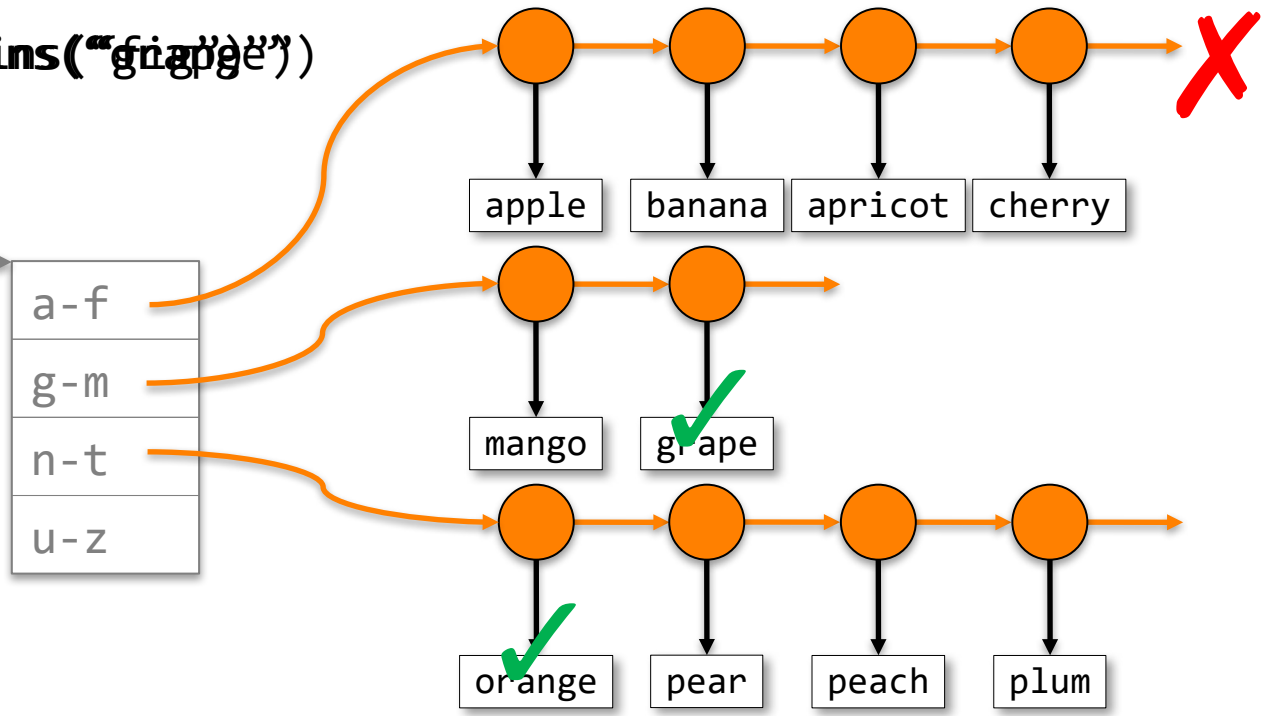 apple banana apricot cherry
a-f
g-m
mango grape
n-t
u-z
orange pear peach plum